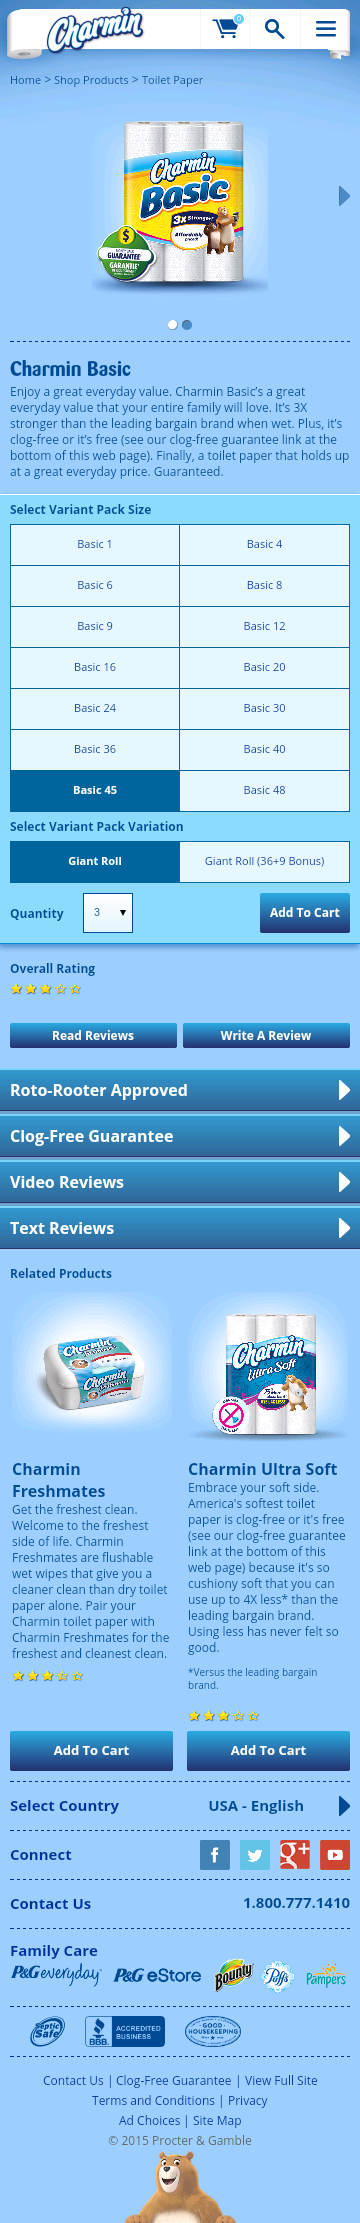 Charmin
0
Home > Shop Products > Toilet Paper
Charmin
Basic
3x Stronger*
Affordably
priced!
$
GUARANTEE
GARANTIE
Charmin Basic
Enjoy a great everyday value. Charmin Basic's a great
everyday value that your entire family will love. It's 3X
stronger than the leading bargain brand when wet. Plus, it's
clog-free or it's free (see our clog-free guarantee link at the
bottom of this web page). Finally, a toilet paper that holds up
at a great everyday price. Guaranteed.
Select Variant Pack Size
Basic 1 Basic 4
Basic 6 Basic 8
Basic 9 Basic 12
Basic 16 Basic 20
Basic 24 Basic 30
Basic 36 Basic 40
Basic 45 Basic 48
Select Variant Pack Variation
Giant Roll Giant Roll (36+9 Bonus)
Quantity 3 Add To Cart
Overall Rating
Read Reviews Write A Review
Roto-Rooter Approved
Clog-Free Guarantee
Video Reviews
Text Reviews
Related Products
Charmin
Charmin
Charmin
Ultra Soft
Charmin
Freshmates
Get the freshest clean.
Welcome to the freshest
side of life. Charmin
Freshmates are flushable
wet wipes that give you a
cleaner clean than dry toilet
paper alone. Pair your
Charmin toilet paper with
Charmin Freshmates for the
freshest and cleanest clean.
Charmin Ultra Soft
Embrace your soft side.
America's softest toilet
paper is clog-free or it's free
(see our clog-free guarantee
link at the bottom of this
web page) because it's so
cushiony soft that you can
use up to 4X less* than the
leading bargain brand.
Using less has never felt so
good.
*Versus the leading bargain
brand.
Add To Cart Add To Cart
Select Country USA - English
Connect f g+
Contact Us 1.800.777.1410
Family Care
P&G everyday P&G eStore Bounty Puffs Pampers
Septic Safe
BBB. ACCREDITED BUSINESS
GOOD HOUSEKEEPING
Contact Us | Clog-Free Guarantee | View Full Site
Terms and Conditions | Privacy
Ad Choices | Site Map
© 2015 Procter & Gamble